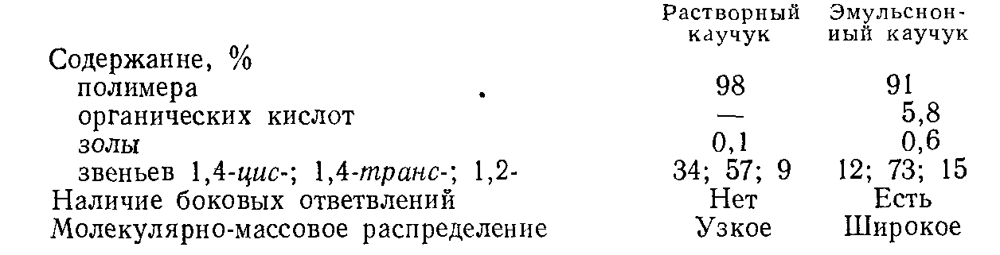 Растворный Эмульсион-
каучук ный каучук
Содержание, %
полимера 98 91
органических кислот — 5,8
золы 0,1 0,6
звеньев 1,4-цис-; 1,4-транс-; 1,2- 34; 57; 9 12; 73; 15
Наличие боковых ответвлений Нет Есть
Молекулярно-массовое распределение Узкое Широкое